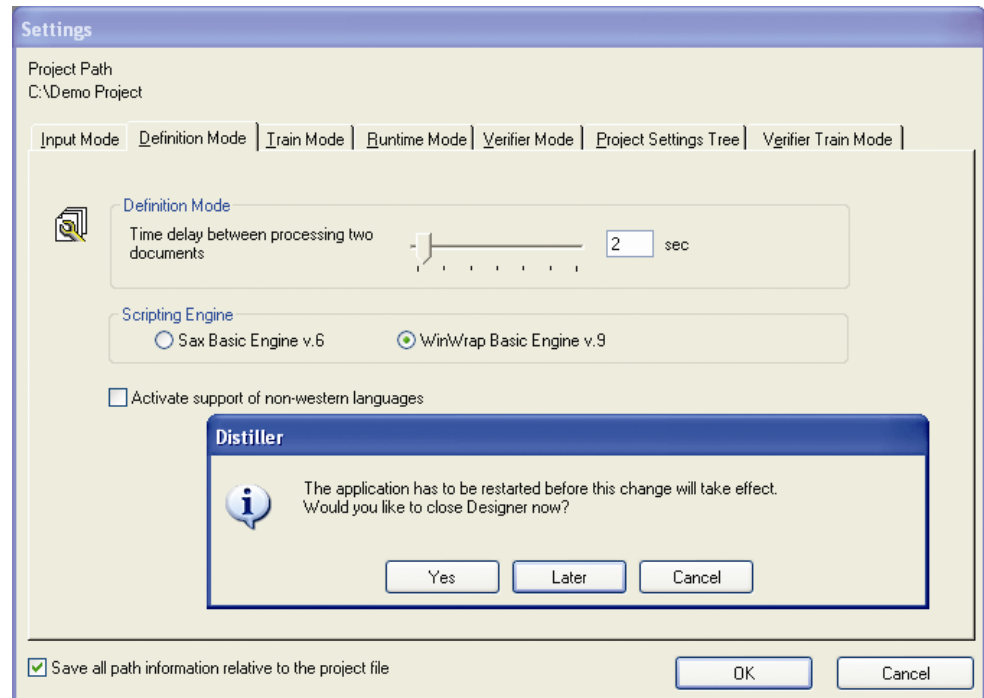 Settings
Project Path
C:\Demo Project
Input Mode Definition Mode Train Mode Runtime Mode Verifier Mode Project Settings Tree Verifier Train Mode
Definition Mode
Time delay between processing two
documents
2 sec
Scripting Engine
Sax Basic Engine v.6 WinWrap Basic Engine v.9
Activate support of non-western languages
Distiller
The application has to be restarted before this change will take effect.
Would you like to close Designer now?
Yes Later Cancel
Save all path information relative to the project file
OK Cancel